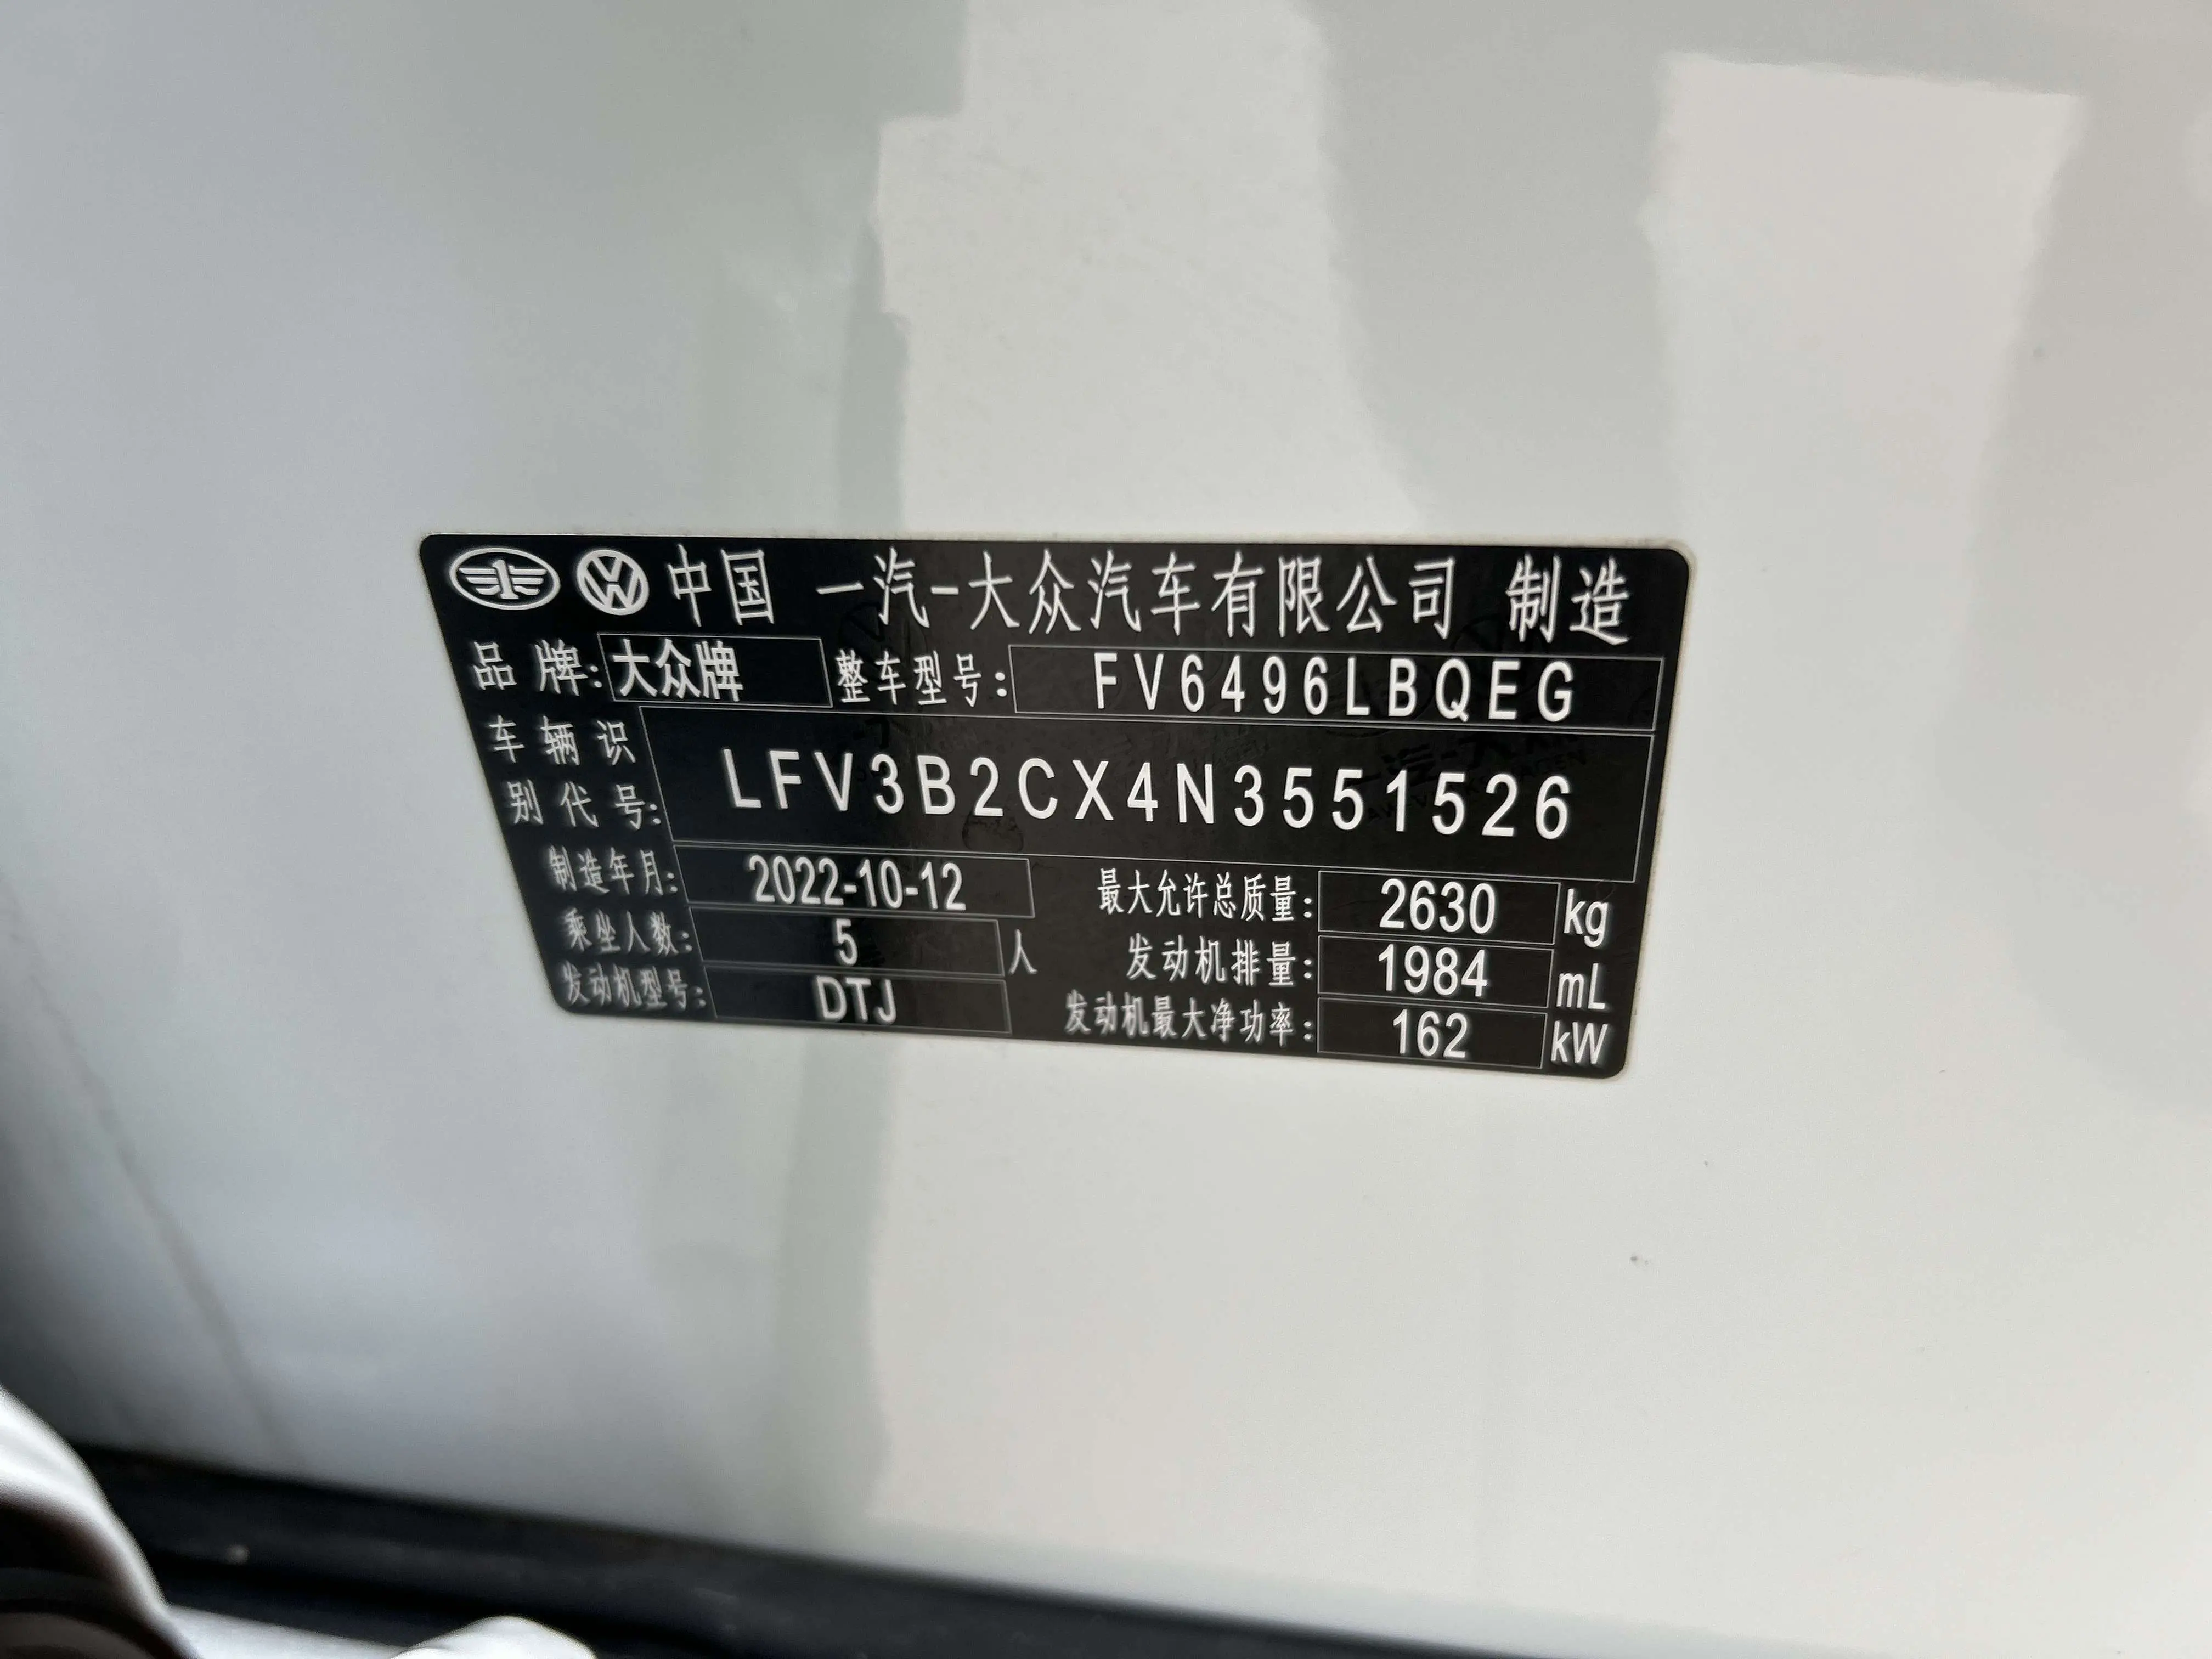 中国 一汽-大众汽车有限公司 制造
品牌: 大众牌 整车型号: FV6496LBQEG
车辆识别代号: LFV3B2CX4N3551526
制造年月: 2022-10-12 最大允许总质量: 2630 kg
乘坐人数: 5 人 发动机排量: 1984 mL
发动机型号: DTJ 发动机最大净功率: 162 kW